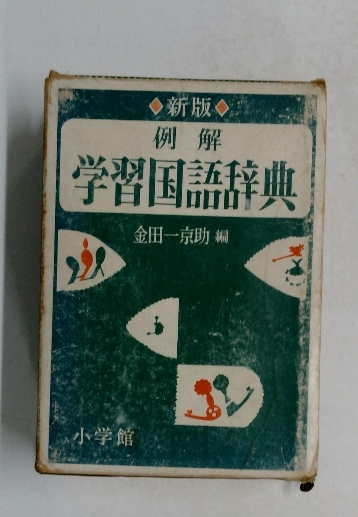 ◆新版◆
例解
学習国語辞典
金田一京助 編
小学館